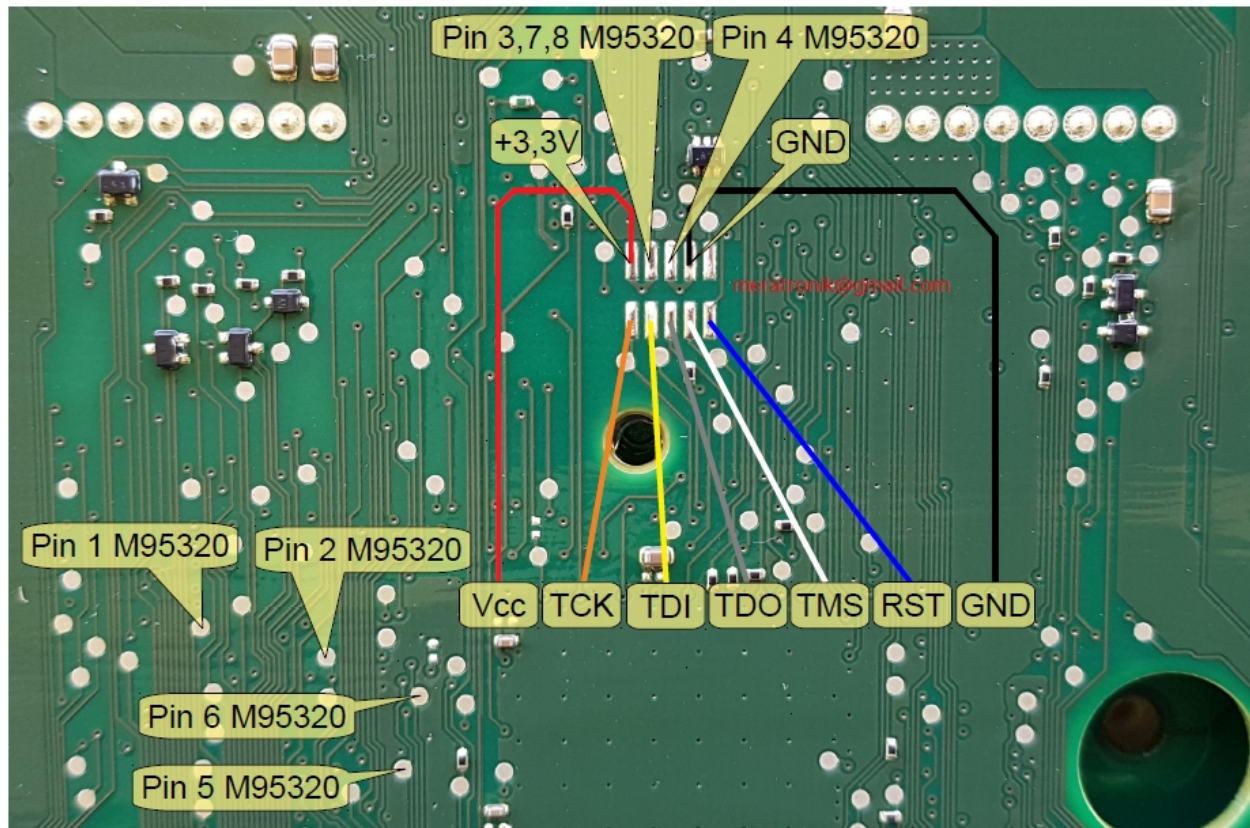 Pin 3,7,8 M95320
Pin 4 M95320
+3,3V
GND
meratronik@gmail.com
Pin 1 M95320
Pin 2 M95320
Vcc
TCK
TDI
TDO
TMS
RST
GND
Pin 6 M95320
Pin 5 M95320